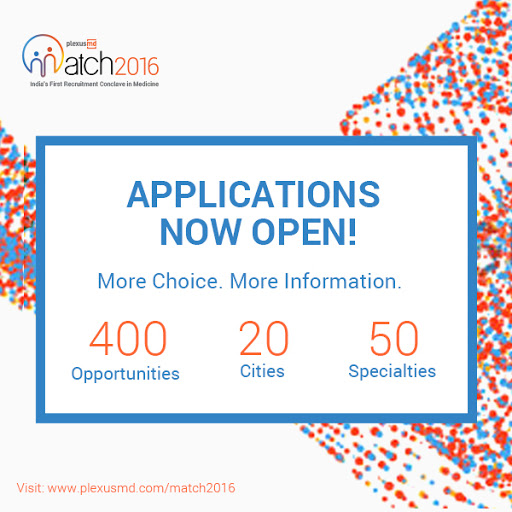 plexusmd
match2016
India's First Recruitment Conclave in Medicine
APPLICATIONS
NOW OPEN!
More Choice. More Information.
400 20 50
Opportunities Cities Specialties
Visit: www.plexusmd.com/match2016